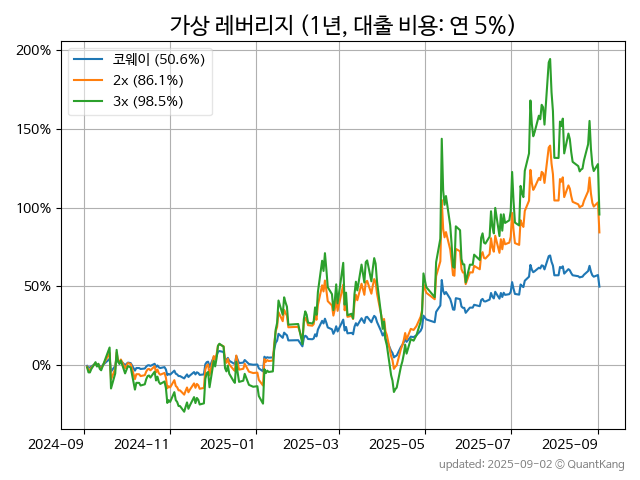 가상 레버리지 (1년, 대출 비용: 연 5%)
200%
150%
100%
50%
0%
코웨이 (50.6%)
2x (86.1%)
3x (98.5%)
2024-09
2024-11
2025-01
2025-03
2025-05
2025-07
2025-09
updated: 2025-09-02 © QuantKang